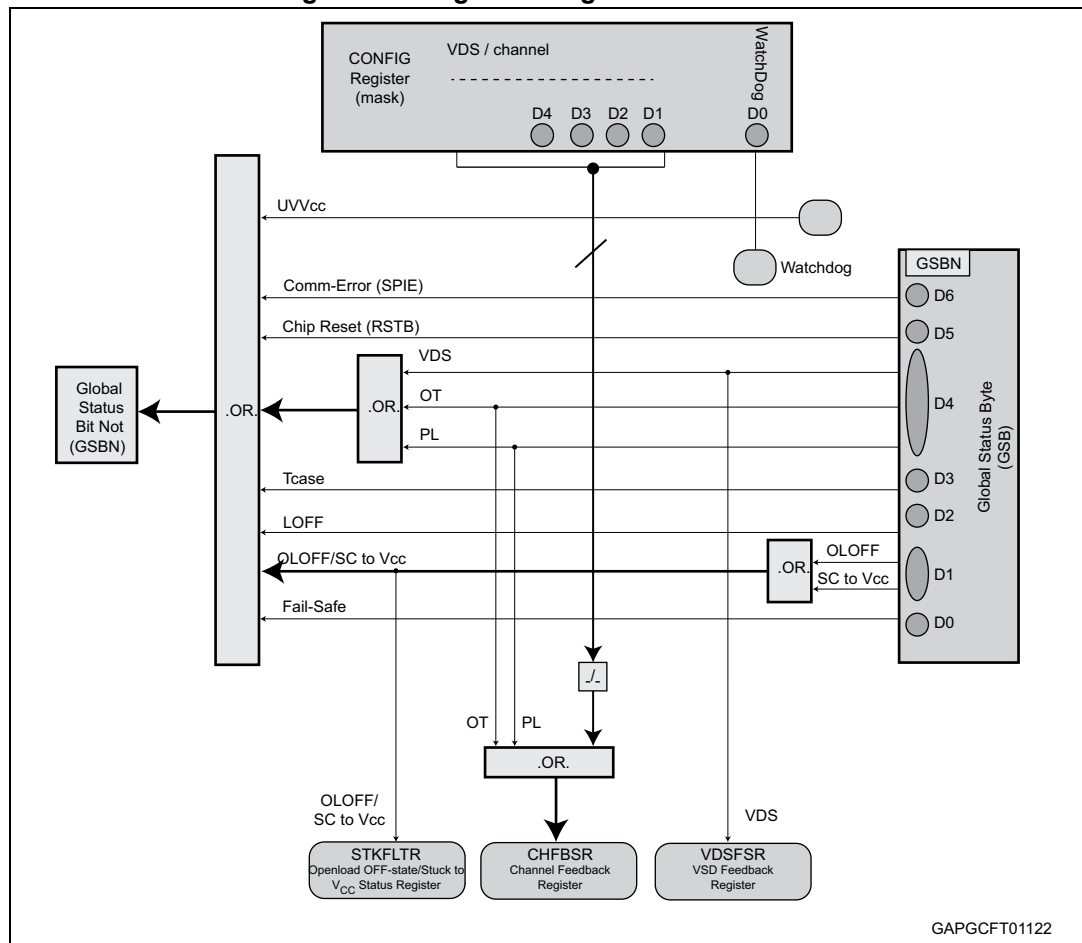 VDS / channel
CONFIG
Register
(mask)
WatchDog
D4 D3 D2 D1 D0
UVVcc
Watchdog
GSBN
Comm-Error (SPIE)
D6
Chip Reset (RSTB)
D5
VDS
Global
Status
Bit Not
(GSBN)
.OR.
.OR.
OT
D4
PL
Global Status Byte
(GSB)
Tcase
D3
LOFF
D2
OLOFF/SC to Vcc
.OR.
OLOFF
SC to Vcc
D1
Fail-Safe
D0
-/-
OT PL
.OR.
OLOFF/
SC to Vcc
VDS
STKFLTR
Openload OFF-state/Stuck to
VCC Status Register
CHFBSR
Channel Feedback
Register
VDSFSR
VSD Feedback
Register
GAPGCFT01122